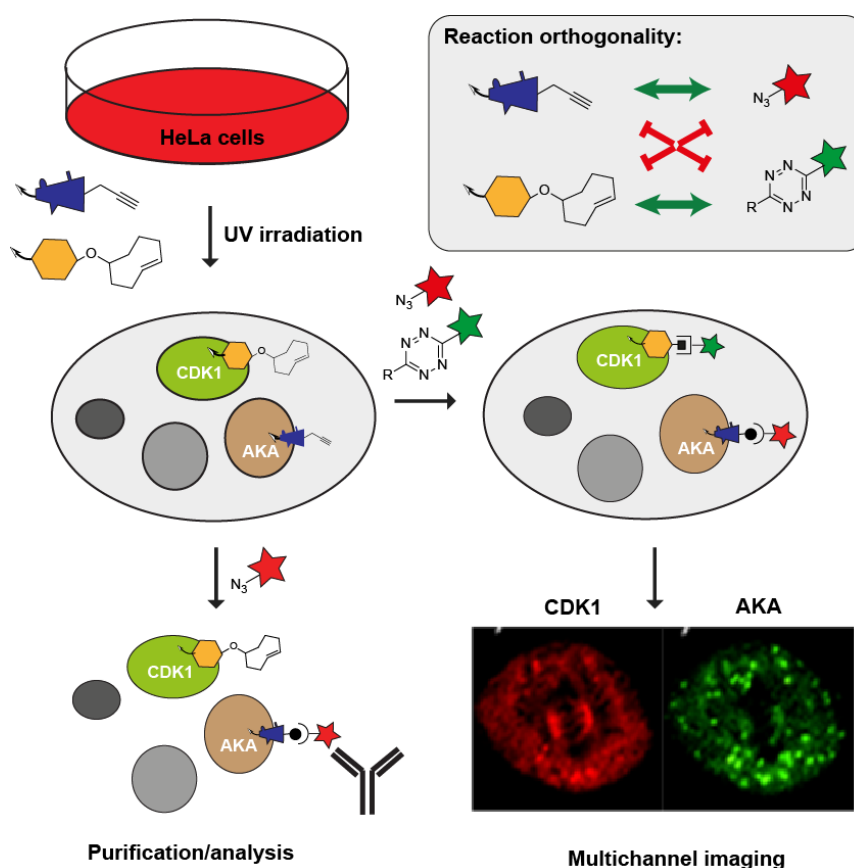 Reaction orthogonality:
HeLa cells
N3
O
R
N
N
N
N
O
UV irradiation
N3
N
N
N
N
R
CDK1
O
AKA
CDK1
AKA
N3
CDK1
O
AKA
CDK1
AKA
Purification/analysis
Multichannel imaging